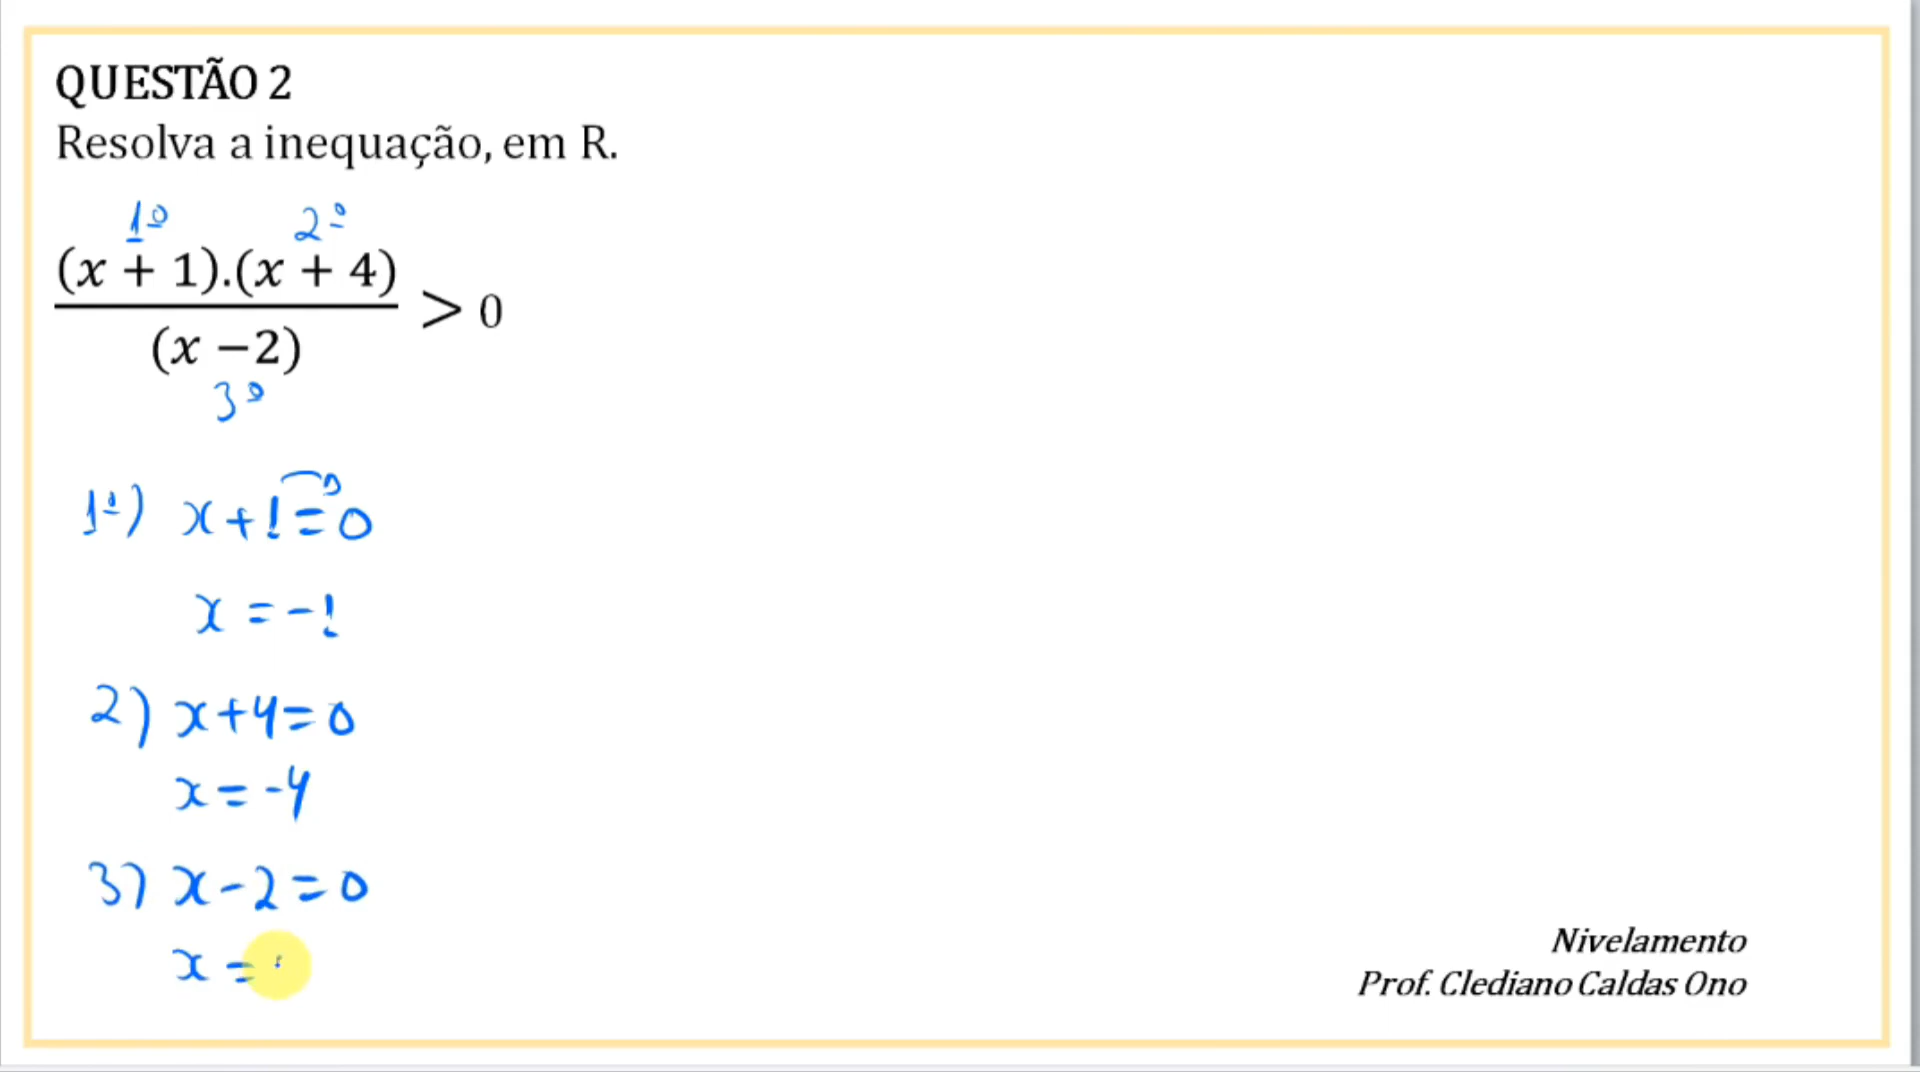 QUESTÃO 2
Resolva a inequação, em R.
1º 2º
(x + 1).(x + 4)
> 0
(x −2)
3º
1º) x+1=0
x = -1
2) x+4=0
x = -4
3) x-2=0
x =
Nivelamento
Prof. Clediano Caldas Ono